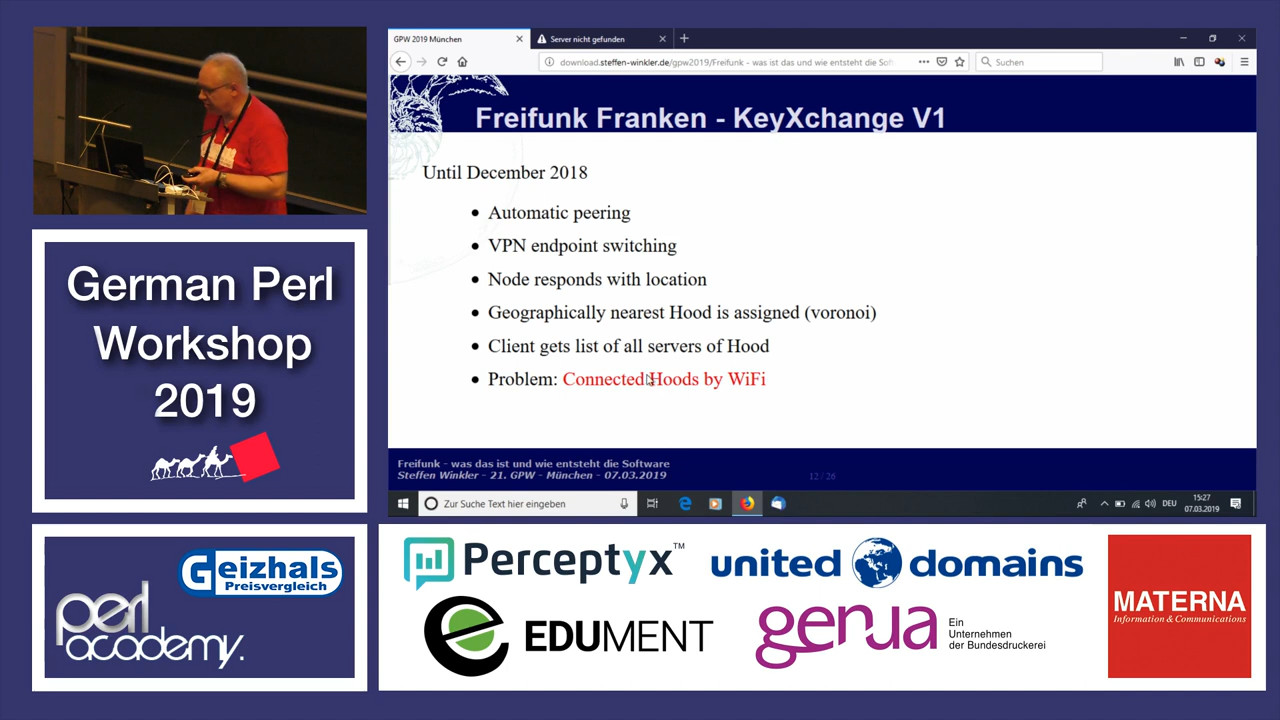 GPW 2019 München
Server nicht gefunden
download.steffen-winkler.de/gpw2019/Freifunk - was ist das und wie entsteht die Sof
Suchen
Freifunk Franken - KeyXchange V1
Until December 2018
Automatic peering
VPN endpoint switching
Node responds with location
Geographically nearest Hood is assigned (voronoi)
Client gets list of all servers of Hood
Problem: Connected Hoods by WiFi
Freifunk - was das ist und wie entsteht die Software
Steffen Winkler - 21. GPW - München - 07.03.2019
12 / 26
Zur Suche Text hier eingeben
DEU
15:27
07.03.2019
German Perl
Workshop
2019
Geizhals
Preisvergleich
perl
academy.
Perceptyx™
united domains
EDUMENT
genua
Ein
Unternehmen
der Bundesdruckerei
MATERNA
Information & Communications